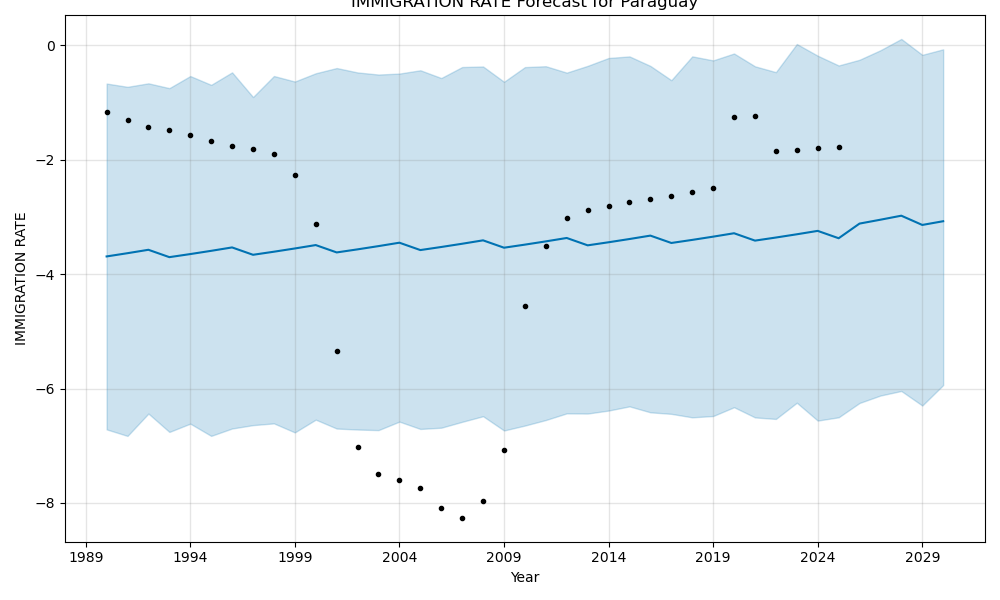 IMMIGRATION RATE Forecast for Paraguay
0
−2
−4
−6
−8
IMMIGRATION RATE
1989 1994 1999 2004 2009 2014 2019 2024 2029
Year